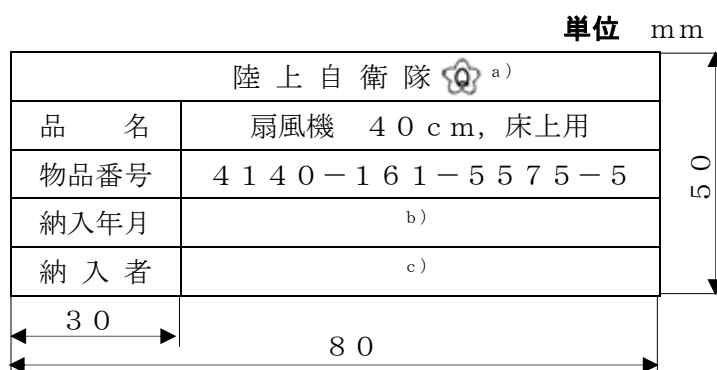 単位　mm
陸上自衛隊 Q a)
品　　名　扇風機　40cm，床上用
物品番号　4140－161－5575－5
納入年月　b)
納 入 者　c)
50
30
80